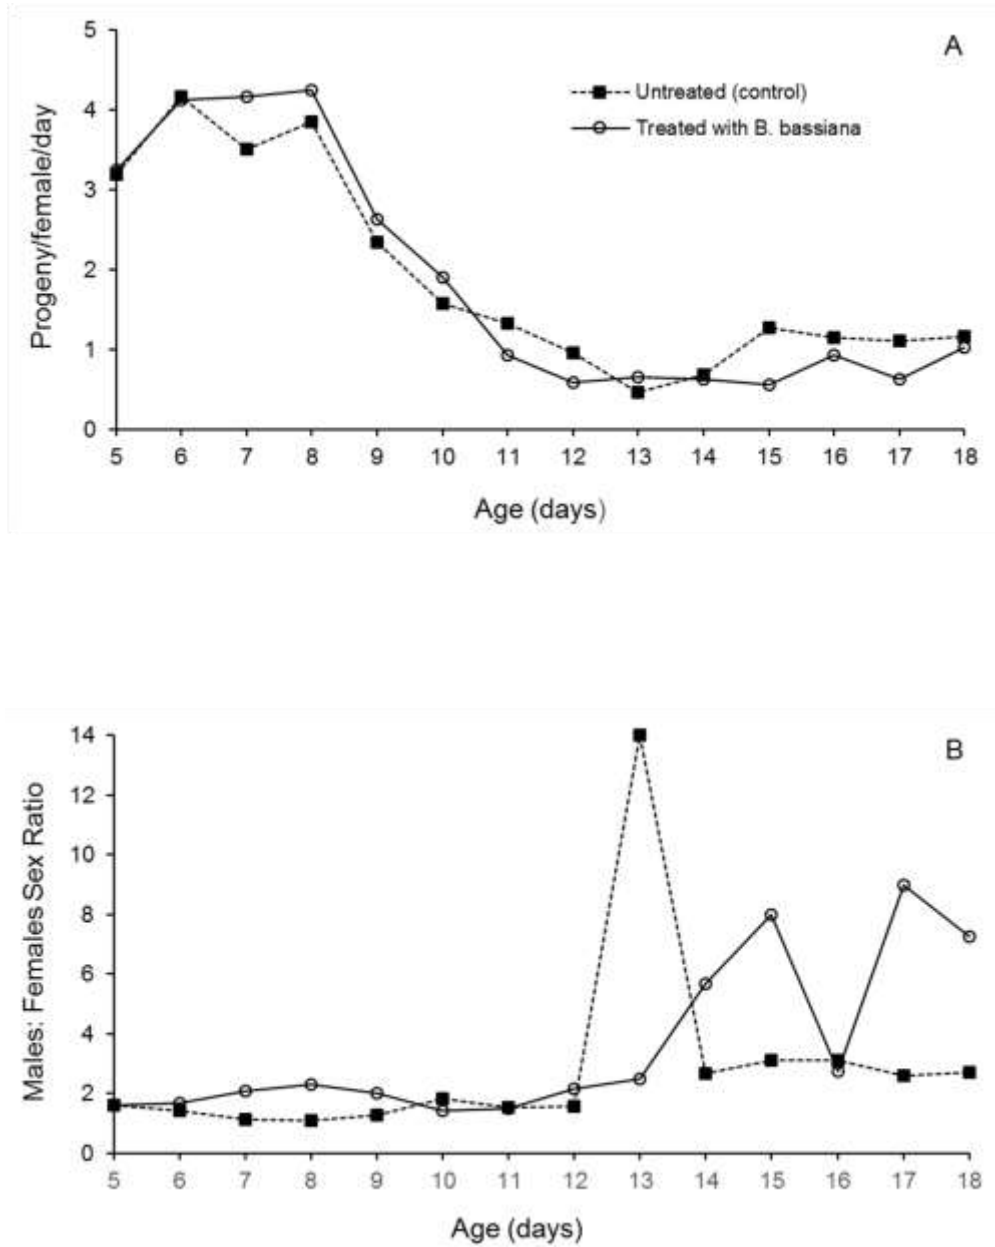 A
5
4
3
2
1
0
Progeny/female/day
Untreated (control)
Treated with B. bassiana
5 6 7 8 9 10 11 12 13 14 15 16 17 18
Age (days)
B
14
12
10
8
6
4
2
0
Males: Females Sex Ratio
5 6 7 8 9 10 11 12 13 14 15 16 17 18
Age (days)